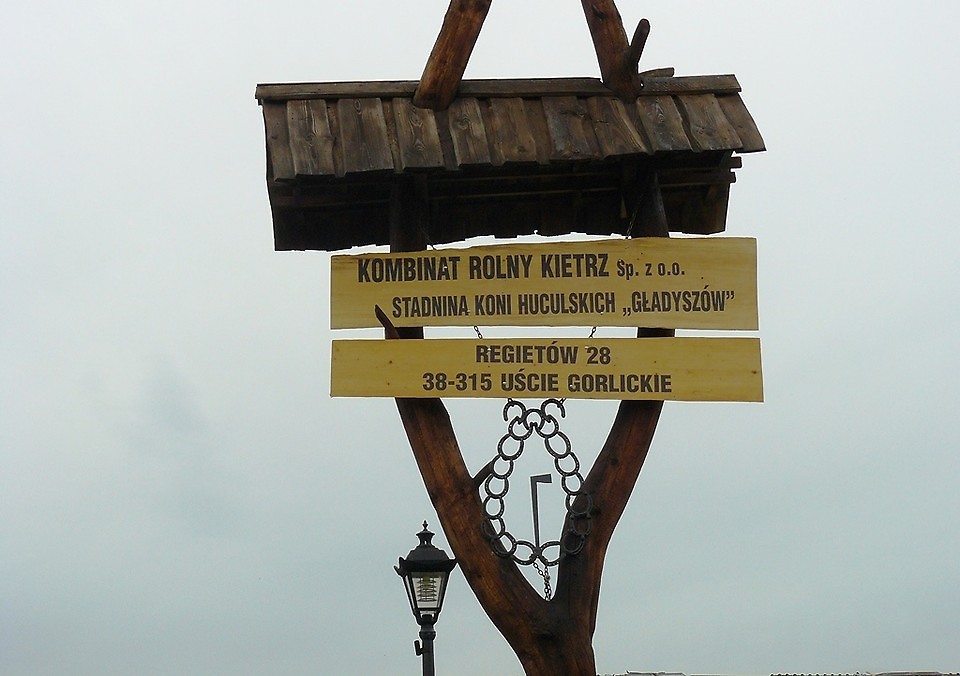 KOMBINAT ROLNY KIETRZ Sp. z o.o.
STADNINA KONI HUCULSKICH „GŁADYSZÓW”
REGIETÓW 28
38-315 UŚCIE GORLICKIE